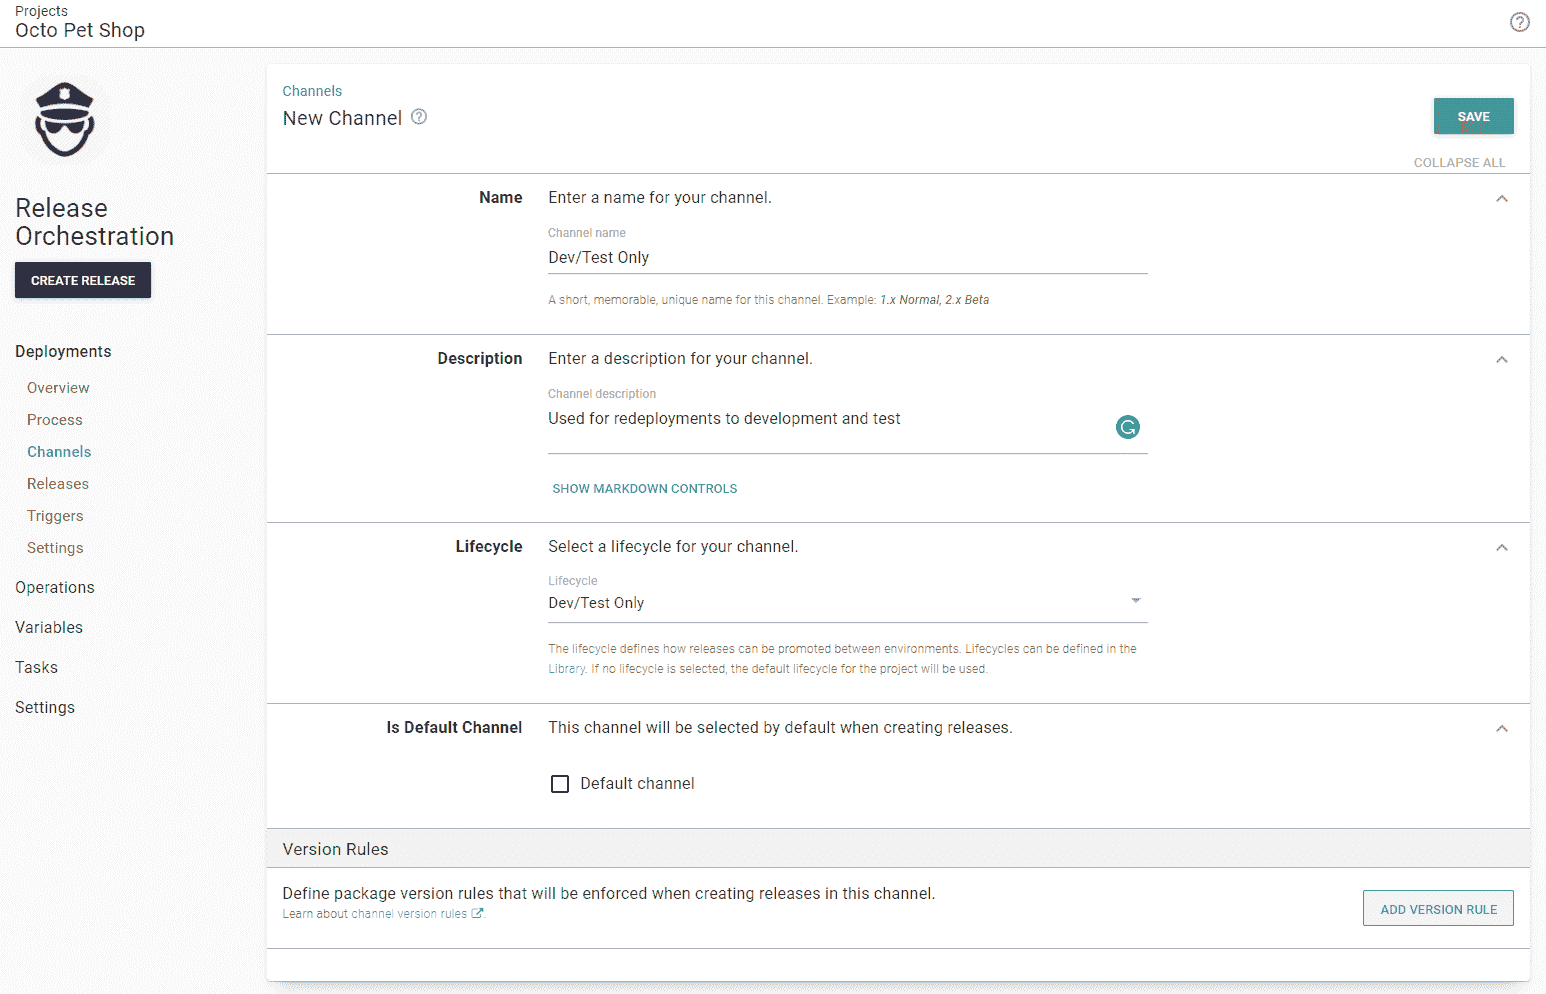 Projects
Octo Pet Shop
Release
Orchestration
CREATE RELEASE
Deployments
Overview
Process
Channels
Releases
Triggers
Settings
Operations
Variables
Tasks
Settings
Channels
New Channel
SAVE
COLLAPSE ALL
Name
Enter a name for your channel.
Channel name
Dev/Test Only
A short, memorable, unique name for this channel. Example: 1.x Normal, 2.x Beta
Description
Enter a description for your channel.
Channel description
Used for redeployments to development and test
SHOW MARKDOWN CONTROLS
Lifecycle
Select a lifecycle for your channel.
Lifecycle
Dev/Test Only
The lifecycle defines how releases can be promoted between environments. Lifecycles can be defined in the
Library. If no lifecycle is selected, the default lifecycle for the project will be used.
Is Default Channel
This channel will be selected by default when creating releases.
Default channel
Version Rules
Define package version rules that will be enforced when creating releases in this channel.
Learn about channel version rules.
ADD VERSION RULE